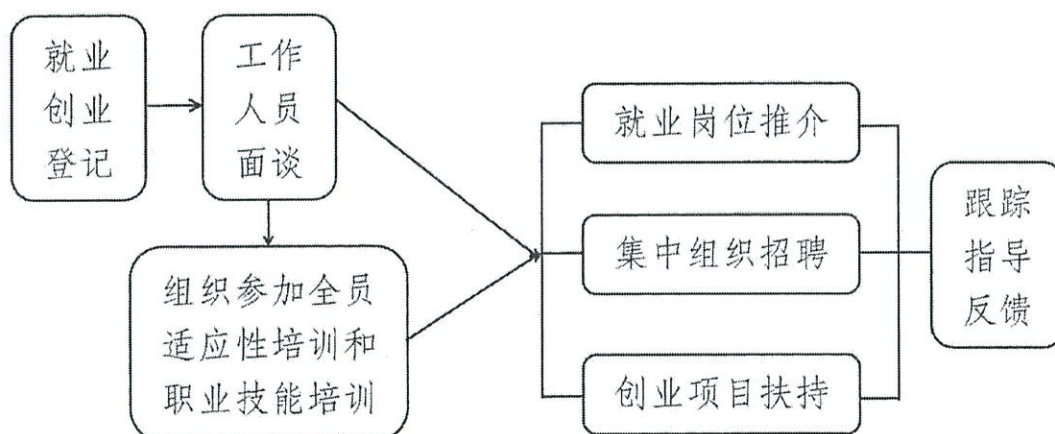 就业
创业
登记
工作
人员
面谈
组织参加全员
适应性培训和
职业技能培训
就业岗位推介
集中组织招聘
创业项目扶持
跟踪
指导
反馈